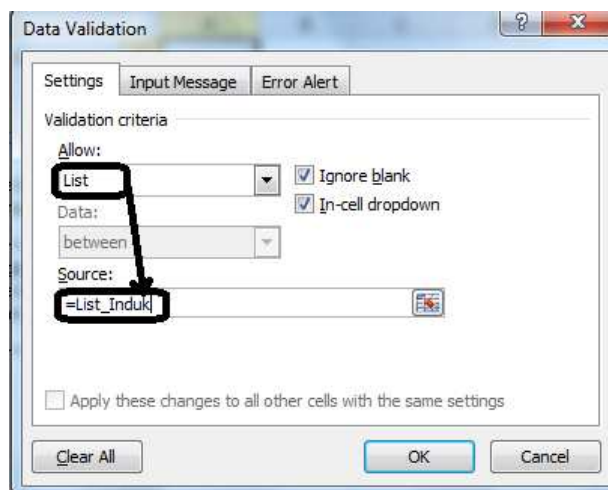 Data Validation
Settings Input Message Error Alert
Validation criteria
Allow:
List
Ignore blank
In-cell dropdown
Data:
between
Source:
=List_Induk
Apply these changes to all other cells with the same settings
Clear All OK Cancel